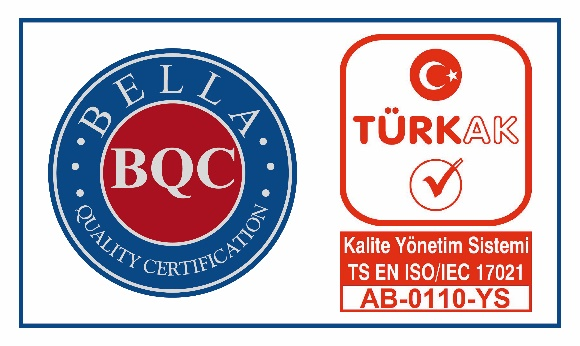 BELLA
BQC
QUALITY CERTIFICATION
TÜRKAK
Kalite Yönetim Sistemi
TS EN ISO/IEC 17021
AB-0110-YS